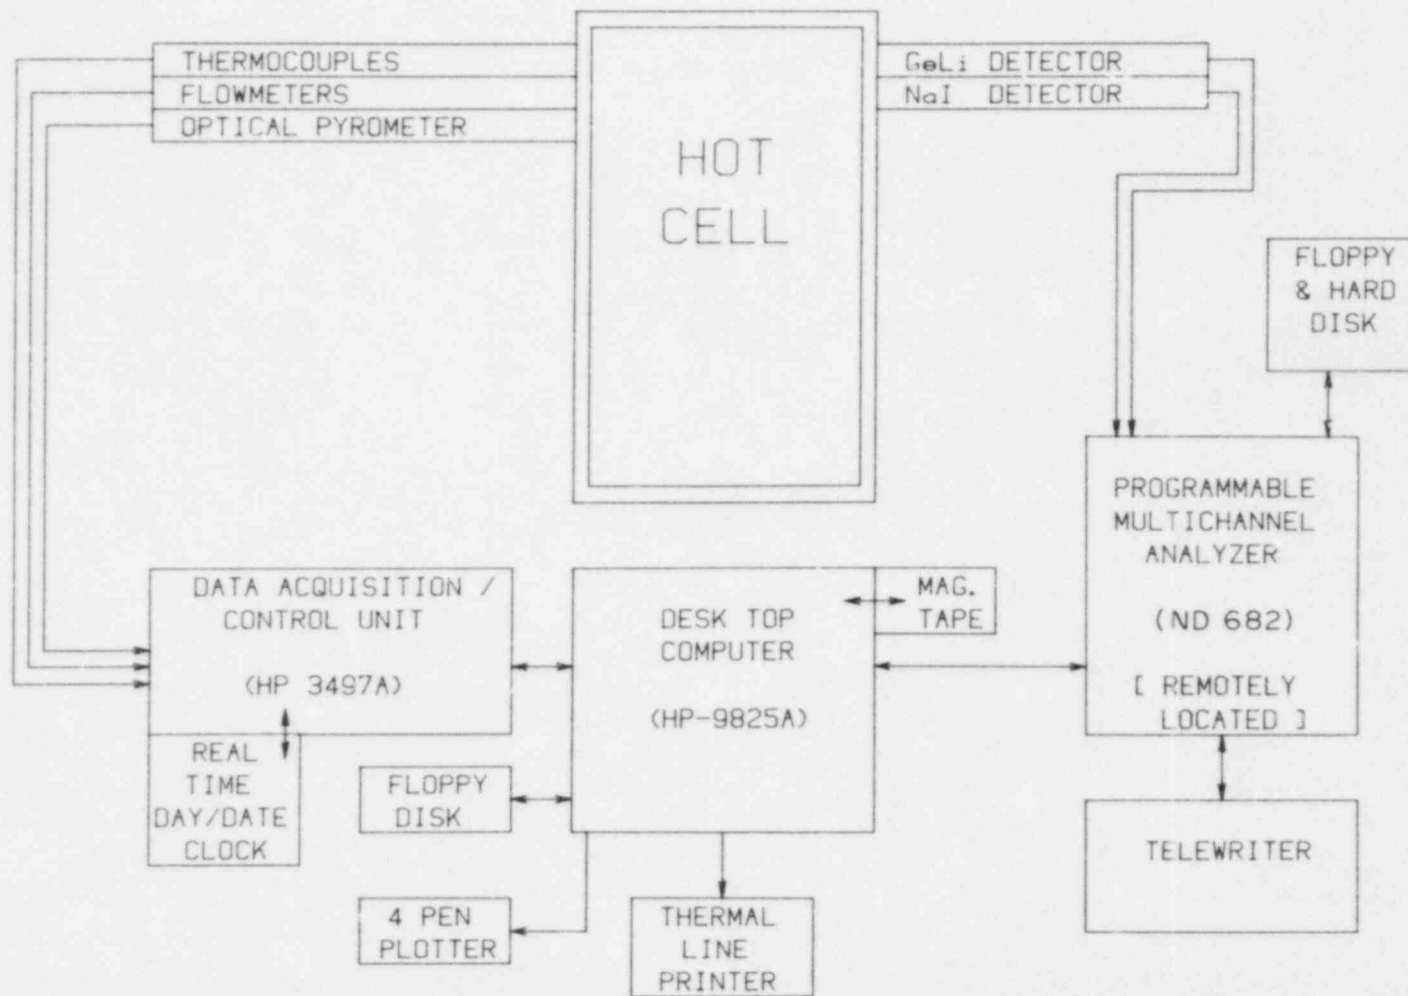 THERMOCOUPLES
FLOWMETERS
OPTICAL PYROMETER
HOT
CELL
GeLi DETECTOR
NaI DETECTOR
FLOPPY
& HARD
DISK
PROGRAMMABLE
MULTICHANNEL
ANALYZER
(ND 682)
[ REMOTELY
LOCATED ]
DATA ACQUISITION /
CONTROL UNIT
(HP 3497A)
REAL
TIME
DAY/DATE
CLOCK
DESK TOP
COMPUTER
(HP-9825A)
MAG.
TAPE
FLOPPY
DISK
4 PEN
PLOTTER
THERMAL
LINE
PRINTER
TELEWRITER